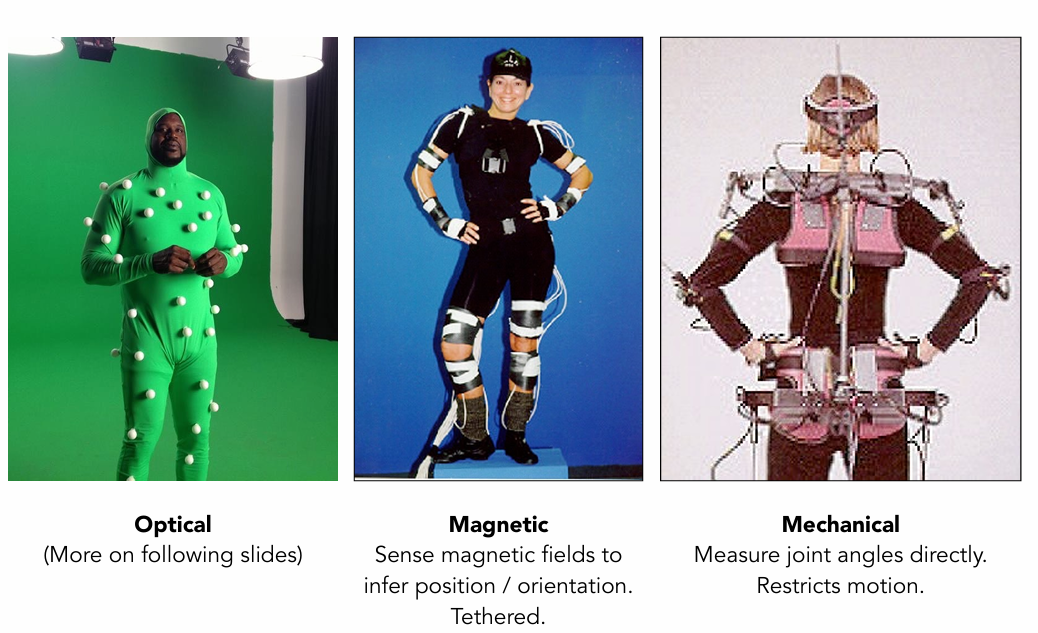 Optical
(More on following slides)
Magnetic
Sense magnetic fields to
infer position / orientation.
Tethered.
Mechanical
Measure joint angles directly.
Restricts motion.